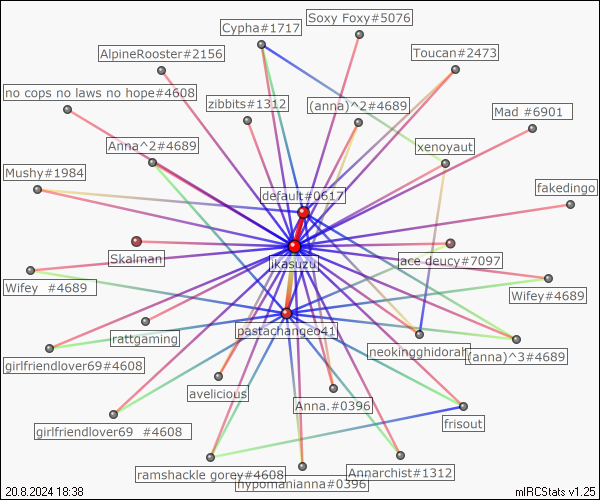 Soxy Foxy#5076
Cypha#1717
AlpineRooster#2156
Toucan#2473
no cops no laws no hope#4608
zibbits#1312
(anna)^2#4689
Mad #6901
Anna^2#4689
xenoyaut
Mushy#1984
default#0617
fakedingo
Skalman
ikasuzu
ace deucy#7097
Wifey #4689
Wifey#4689
pastachangeo41
rattgaming
neokingghidorah
(anna)^3#4689
girlfriendlover69#4608
avelicious
Anna.#0396
frisout
girlfriendlover69 #4608
ramshackle gorey#4608
Annarchist#1312
hypomanianna#0396
20.8.2024 18:38
mIRCStats v1.25